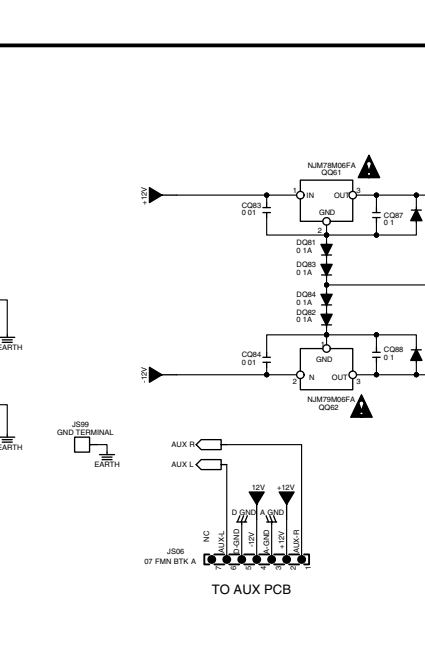 NJM78M06FA
QQ61
+12V
1
IN
OUT
3
GND
2
CQ83
0 01
CQ87
0 1
DQ81
0 1A
DQ83
0 1A
DQ84
0 1A
DQ82
0 1A
EARTH
CQ84
0 01
1
GND
CQ88
0 1
-12V
2
N
OUT
3
NJM79M06FA
QQ62
JS99
GND TERMINAL
EARTH
EARTH
AUX R
AUX L
12V
+12V
D GND
A GND
NC
AUX-L
D-GND
-12V
A-GND
+12V
AUX-R
JS06
07 FMN BTK A
7
6
5
4
3
2
1
TO AUX PCB